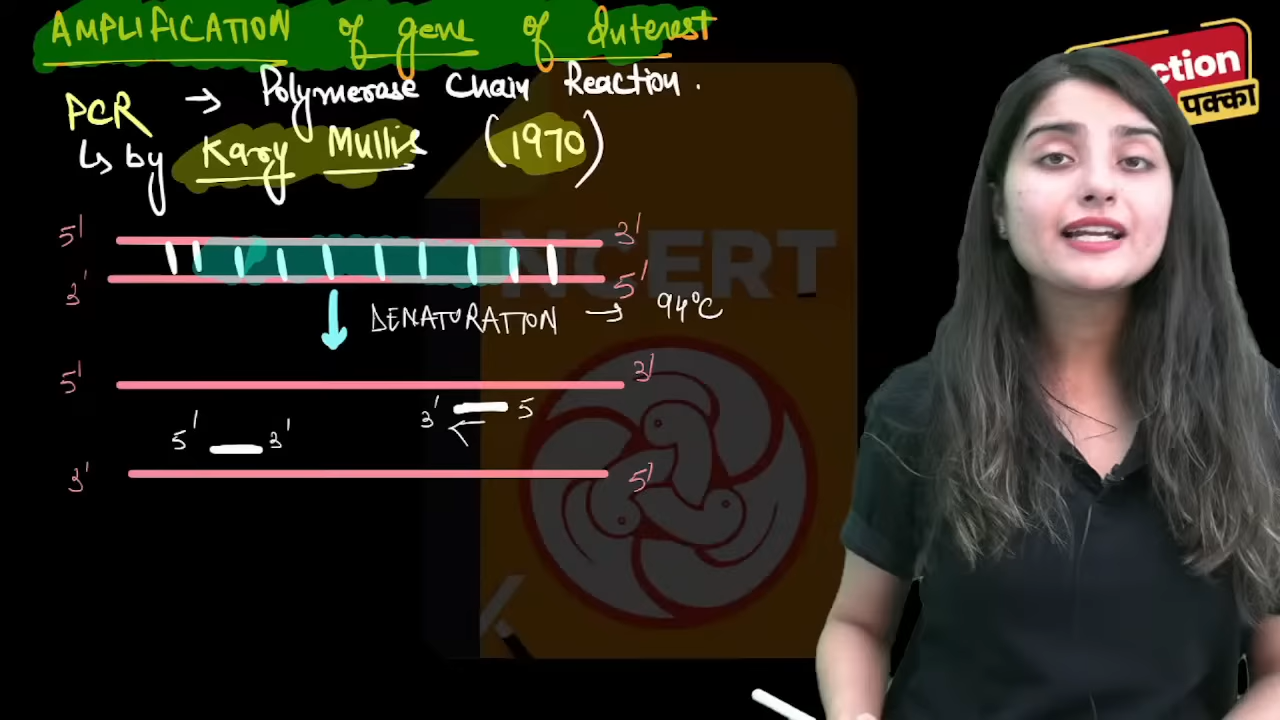 AMPLIFICATION of gene of Interest
PCR → Polymerase Chain Reaction.
↳ by Kary Mullis (1970)
5' 3'
3' 5'
DENATURATION → 94°C
5' 3'
3' 5
5' 3'
3' 5'
NCERT
ction
पक्का